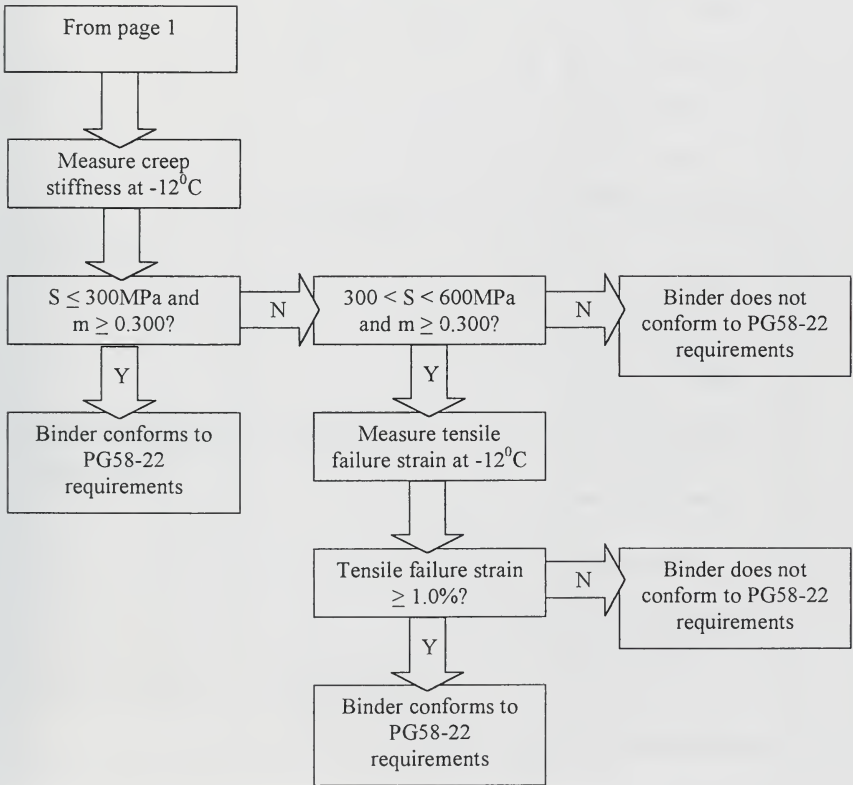 From page 1
Measure creep
stiffness at -12⁰C
S ≤ 300MPa and
m ≥ 0.300?
N
300 < S < 600MPa
and m ≥ 0.300?
N
Binder does not
conform to PG58-22
requirements
Y
Y
Binder conforms to
PG58-22
requirements
Measure tensile
failure strain at -12⁰C
Tensile failure strain
≥ 1.0%?
N
Binder does not
conform to PG58-22
requirements
Y
Binder conforms to
PG58-22
requirements